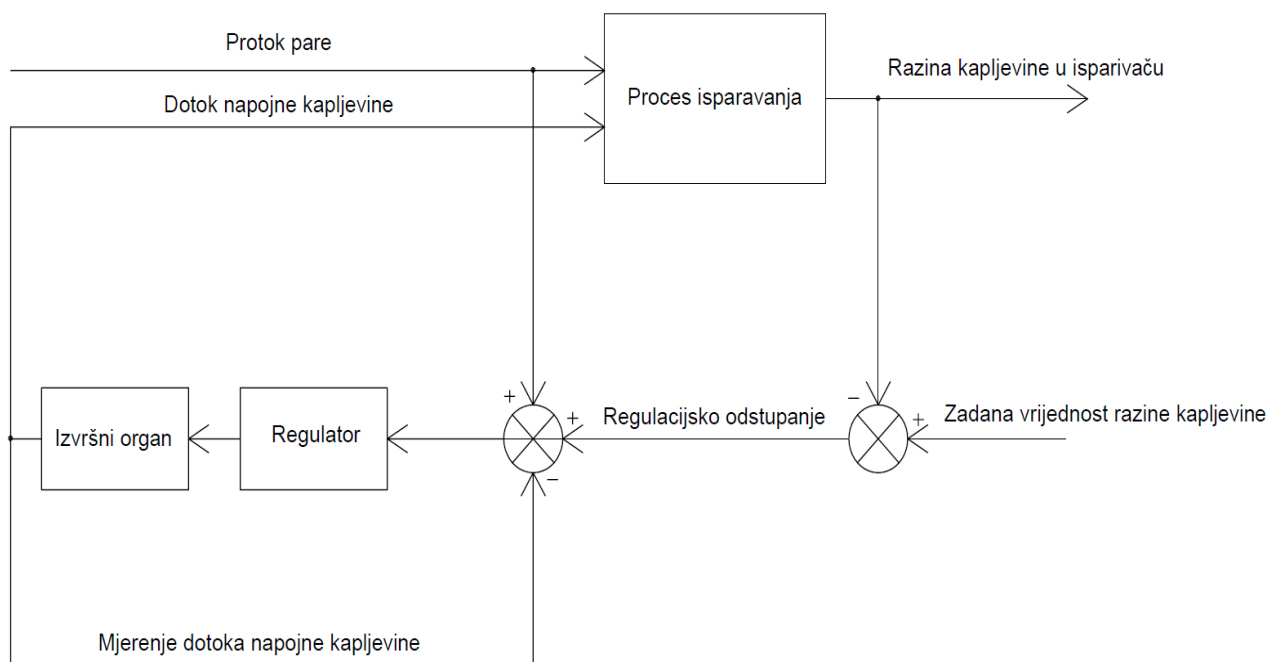 Protok pare
Razina kapljevine u isparivaču
Dotok napojne kapljevine
Proces isparavanja
+
+
−
+
−
Regulacijsko odstupanje
Zadana vrijednost razine kapljevine
Izvršni organ
Regulator
Mjerenje dotoka napojne kapljevine